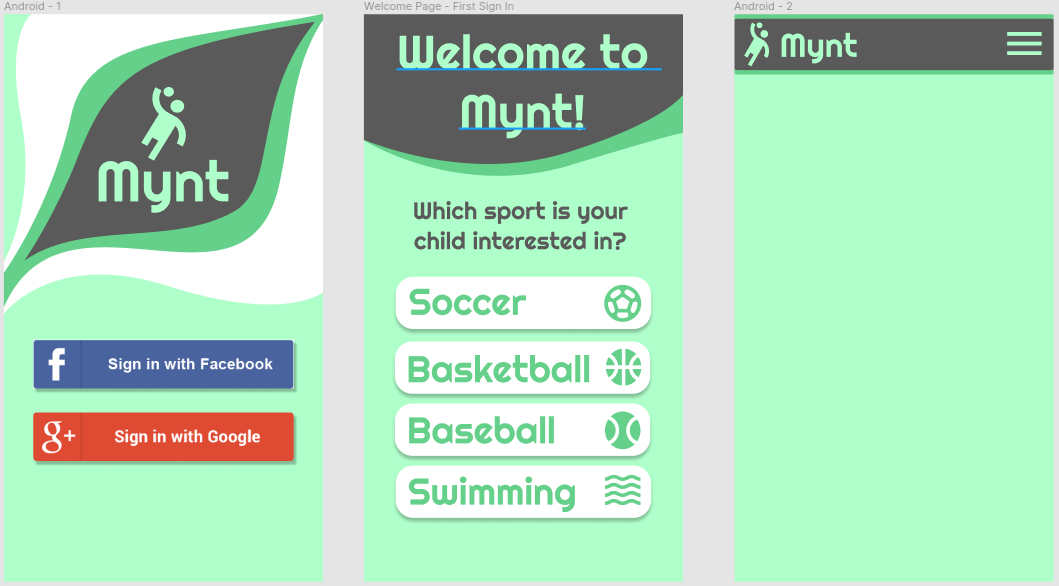 Android - 1
Mynt
Sign in with Facebook
g+
Sign in with Google
Welcome Page - First Sign In
Welcome to
Mynt!
Which sport is your
child interested in?
Soccer
Basketball
Baseball
Swimming
Android - 2
Mynt